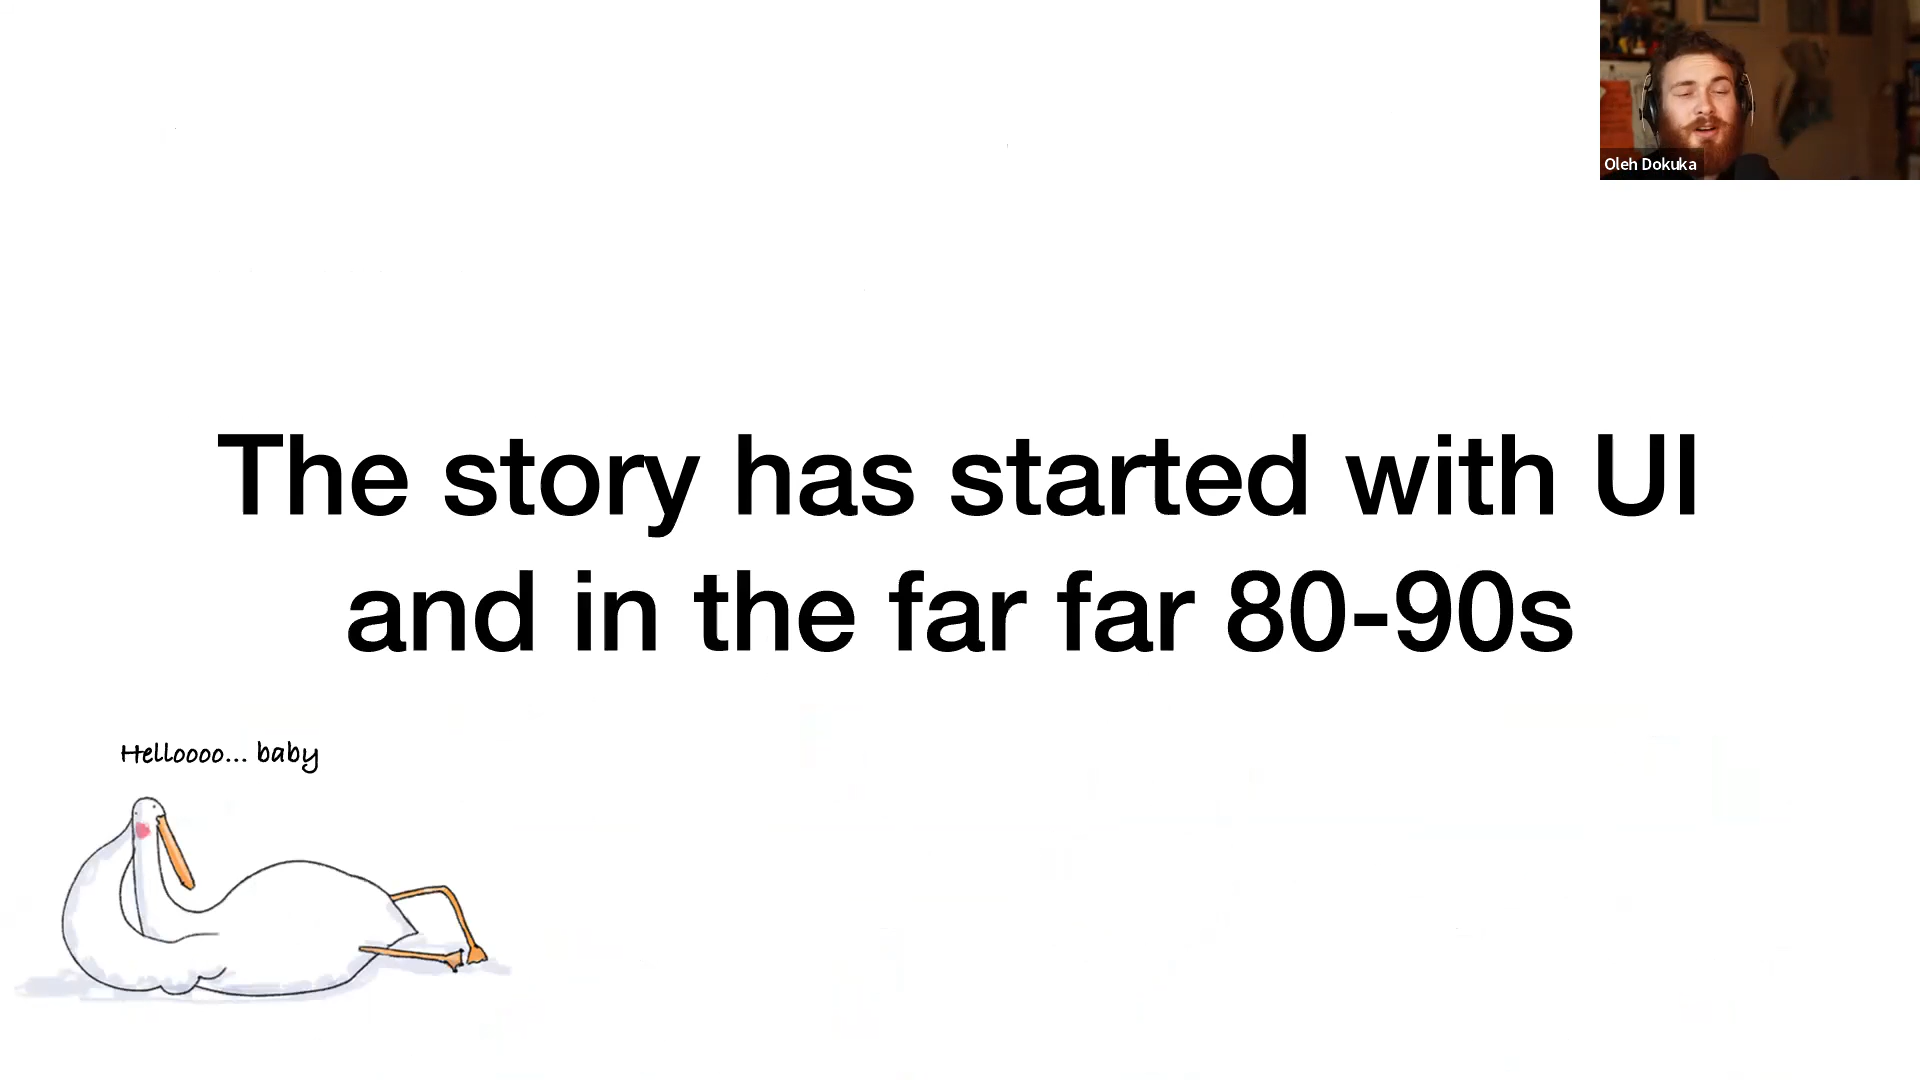 Oleh Dokuka
The story has started with UI
and in the far far 80-90s
Helloooo... baby